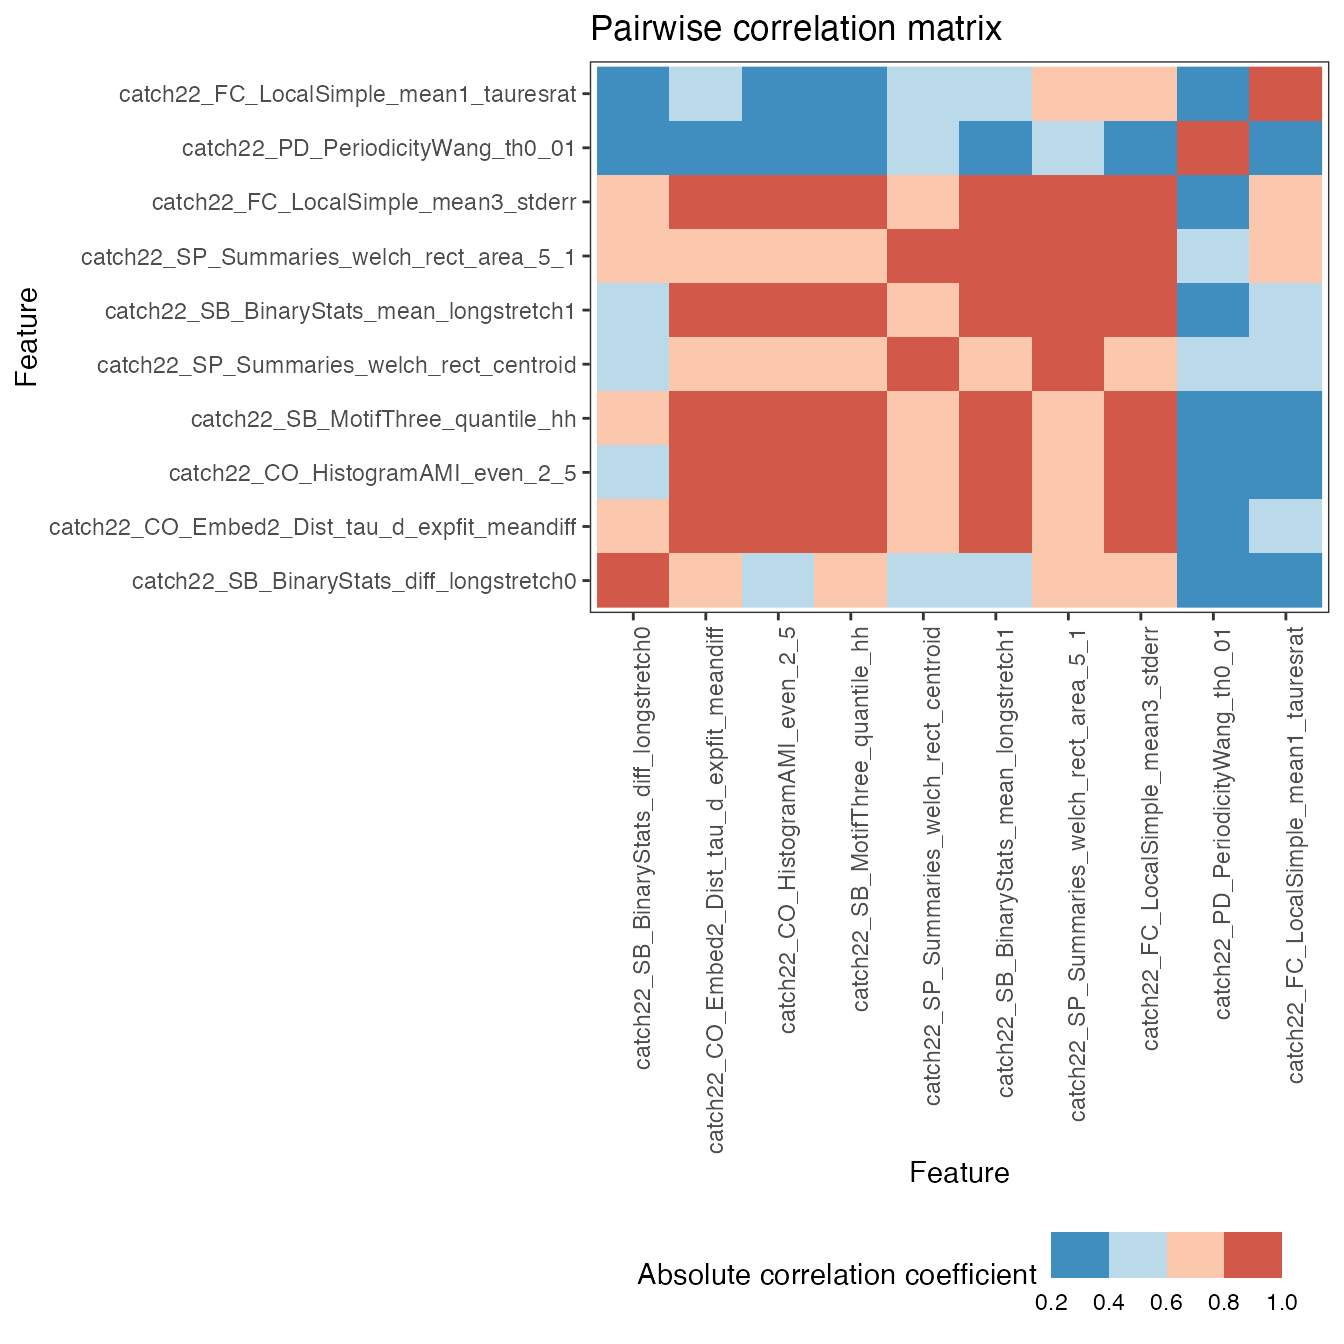 Pairwise correlation matrix
Feature
catch22_FC_LocalSimple_mean1_tauresrat
catch22_PD_PeriodicityWang_th0_01
catch22_FC_LocalSimple_mean3_stderr
catch22_SP_Summaries_welch_rect_area_5_1
catch22_SB_BinaryStats_mean_longstretch1
catch22_SP_Summaries_welch_rect_centroid
catch22_SB_MotifThree_quantile_hh
catch22_CO_HistogramAMI_even_2_5
catch22_CO_Embed2_Dist_tau_d_expfit_meandiff
catch22_SB_BinaryStats_diff_longstretch0
catch22_SB_BinaryStats_diff_longstretch0
catch22_CO_Embed2_Dist_tau_d_expfit_meandiff
catch22_CO_HistogramAMI_even_2_5
catch22_SB_MotifThree_quantile_hh
catch22_SP_Summaries_welch_rect_centroid
catch22_SB_BinaryStats_mean_longstretch1
catch22_SP_Summaries_welch_rect_area_5_1
catch22_FC_LocalSimple_mean3_stderr
catch22_PD_PeriodicityWang_th0_01
catch22_FC_LocalSimple_mean1_tauresrat
Feature
Absolute correlation coefficient
0.2 0.4 0.6 0.8 1.0